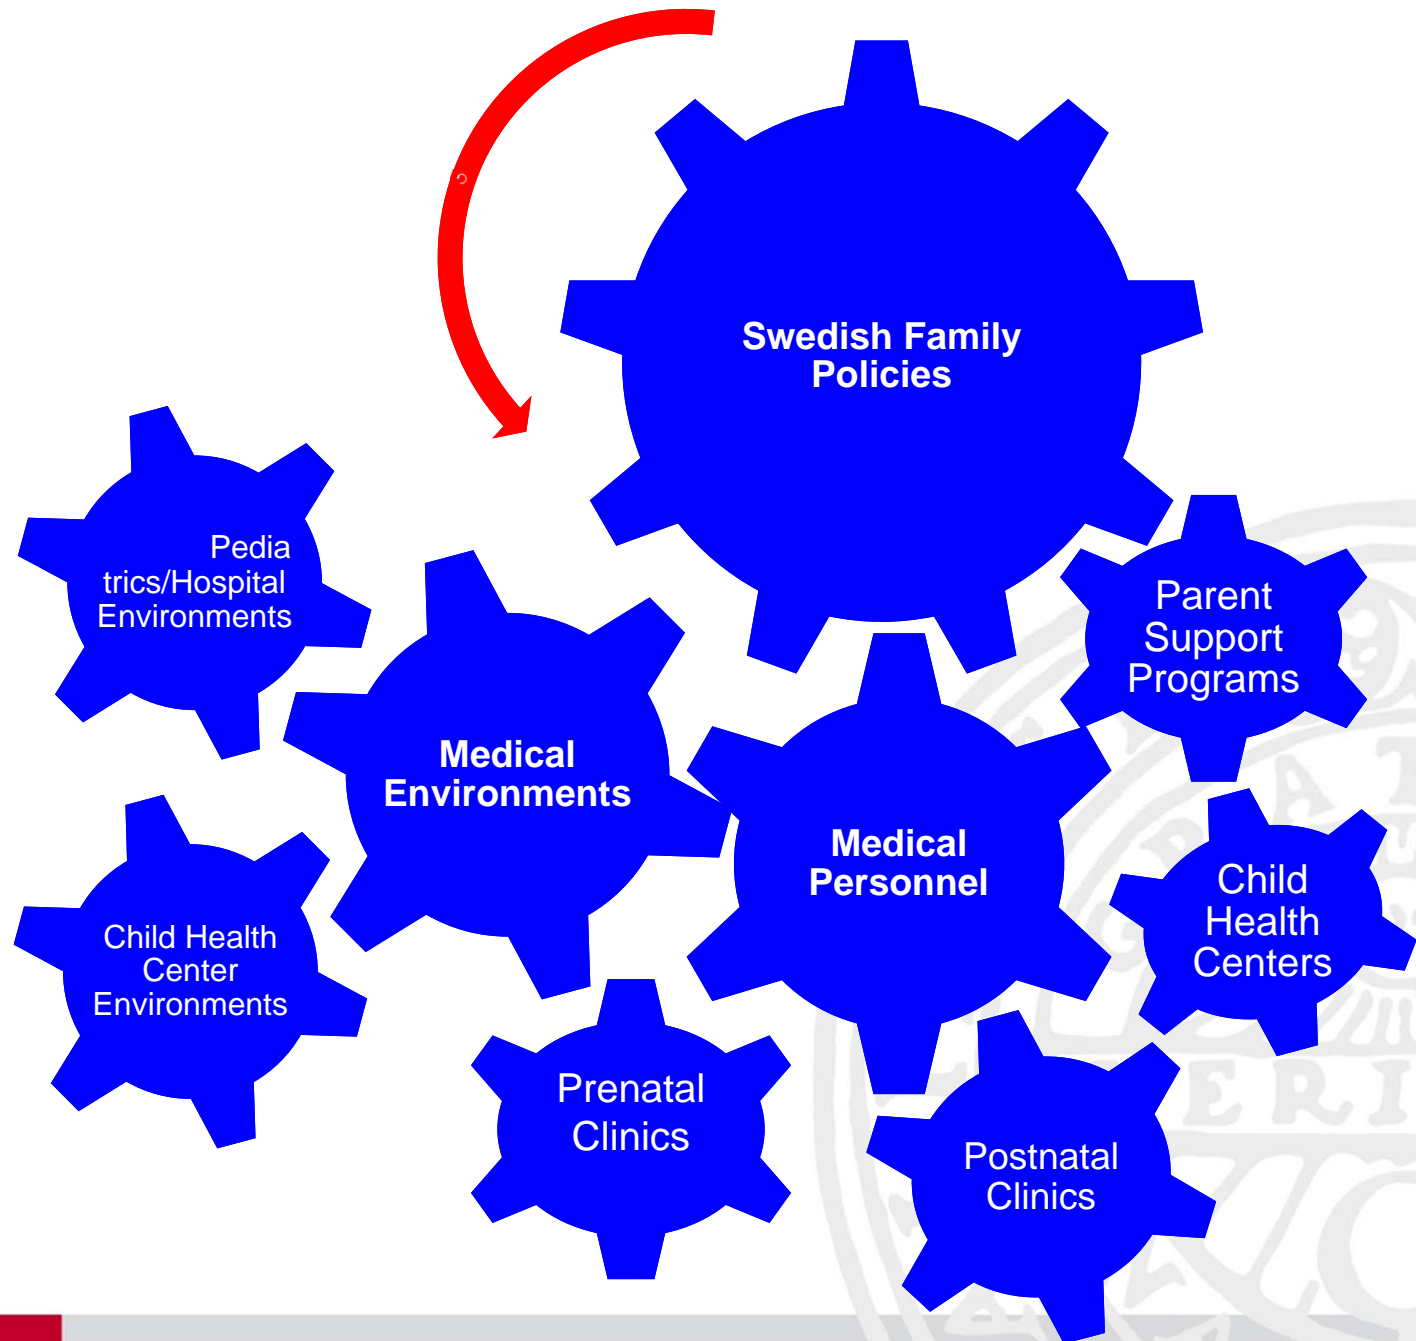 Swedish Family
Policies
Pedia
trics/Hospital
Environments
Parent
Support
Programs
Medical
Environments
Medical
Personnel
Child
Health
Centers
Child Health
Center
Environments
Prenatal
Clinics
Postnatal
Clinics